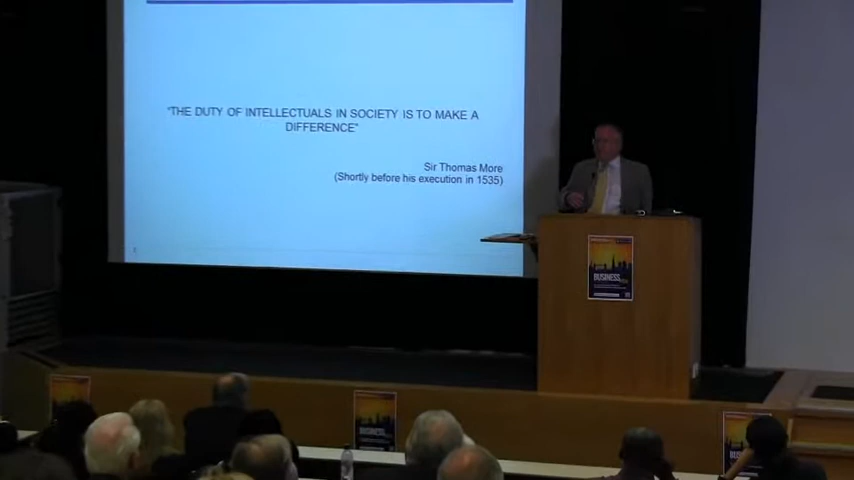 "THE DUTY OF INTELLECTUALS IN SOCIETY IS TO MAKE A
DIFFERENCE"
Sir Thomas More
(Shortly before his execution in 1535)
BUSINESS
BUSINESS